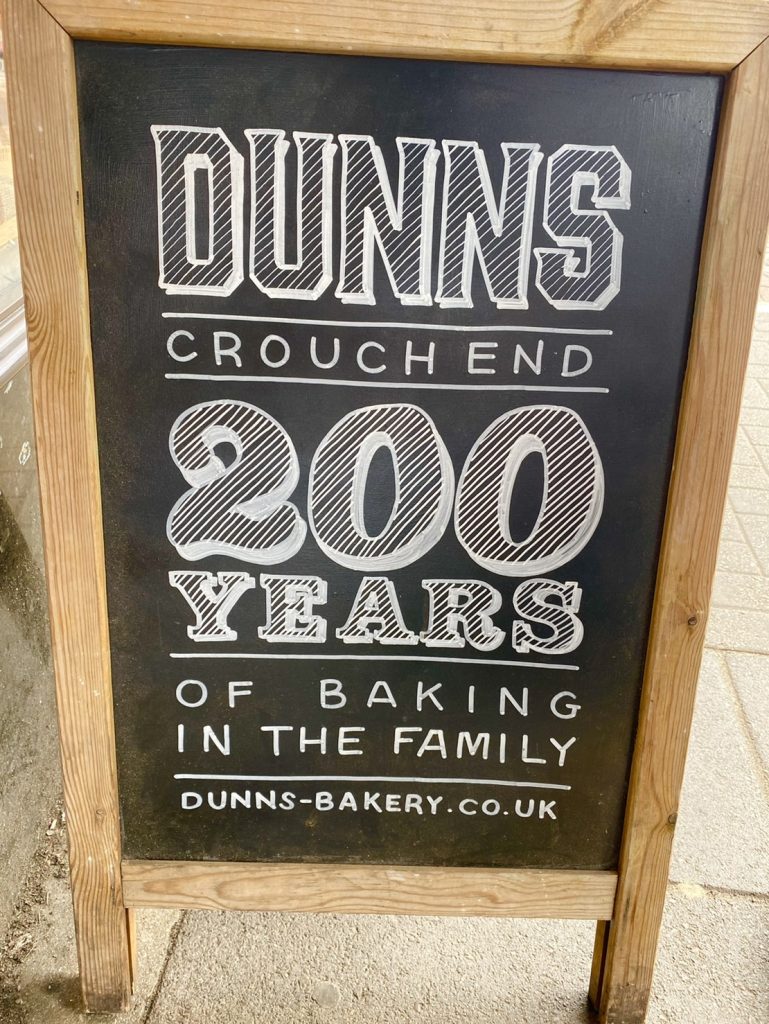 DUNNS
CROUCH END
200
YEARS
OF BAKING
IN THE FAMILY
DUNNS-BAKERY.CO.UK